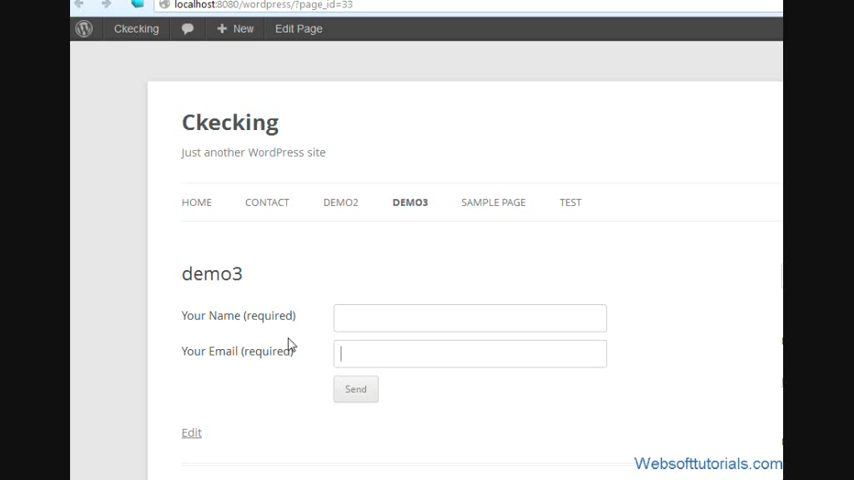 localhost:8080/wordpress/?page_id=33
Ckecking New Edit Page
Ckecking
Just another WordPress site
HOME CONTACT DEMO2 DEMO3 SAMPLE PAGE TEST
demo3
Your Name (required)
Your Email (required)
Send
Edit
Websofttutorials.com